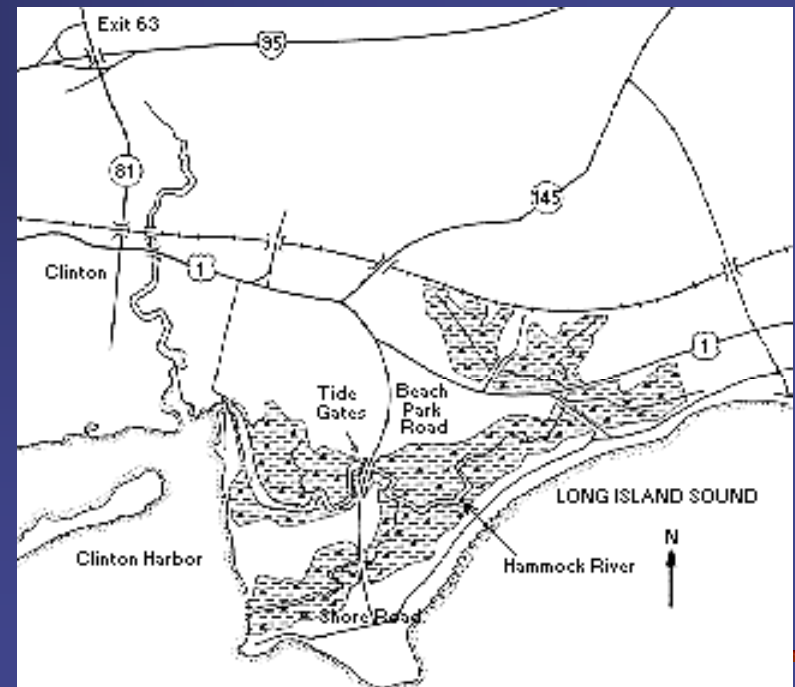 Exit 63
95
81
145
Clinton
1
1
Tide
Gates
Beach
Park
Road
LONG ISLAND SOUND
N
Clinton Harbor
Hammock River
Shore Road